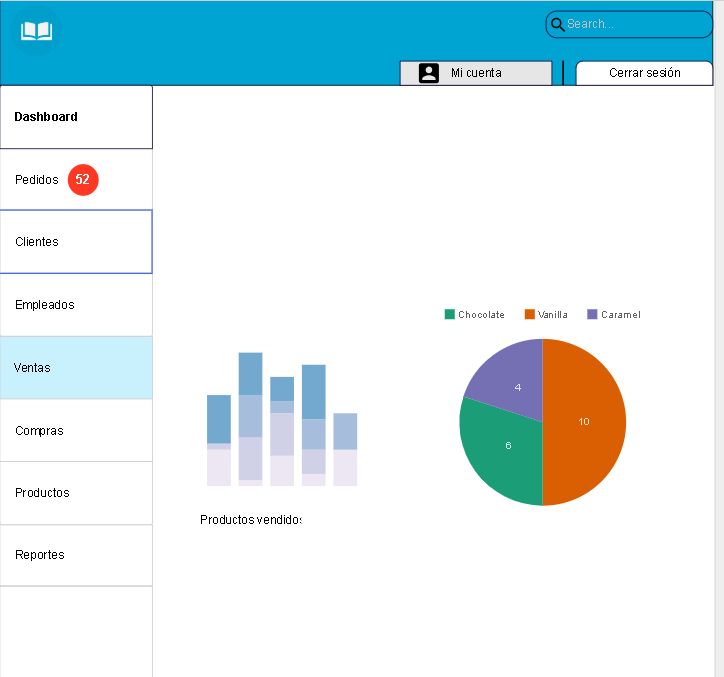 Search...
Mi cuenta
Cerrar sesión
Dashboard
Pedidos 52
Clientes
Empleados
Ventas
Compras
Productos
Reportes
Chocolate Vanilla Caramel
4
10
6
Productos vendidos